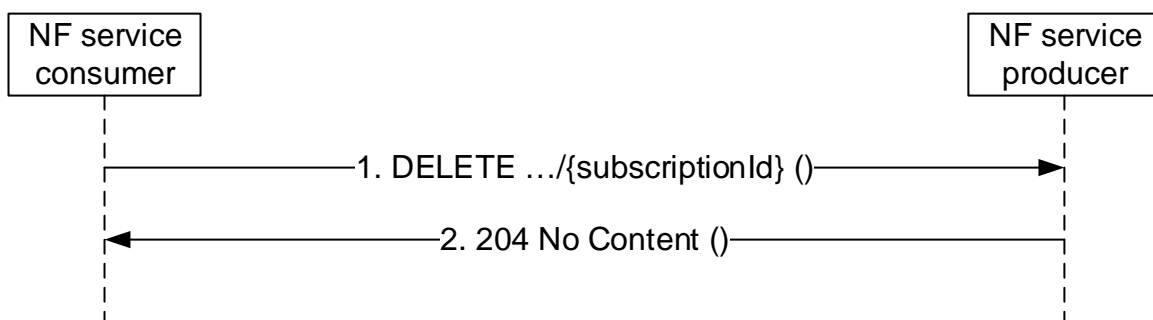 NF service
consumer
NF service
producer
1. DELETE …/{subscriptionId} ()
2. 204 No Content ()